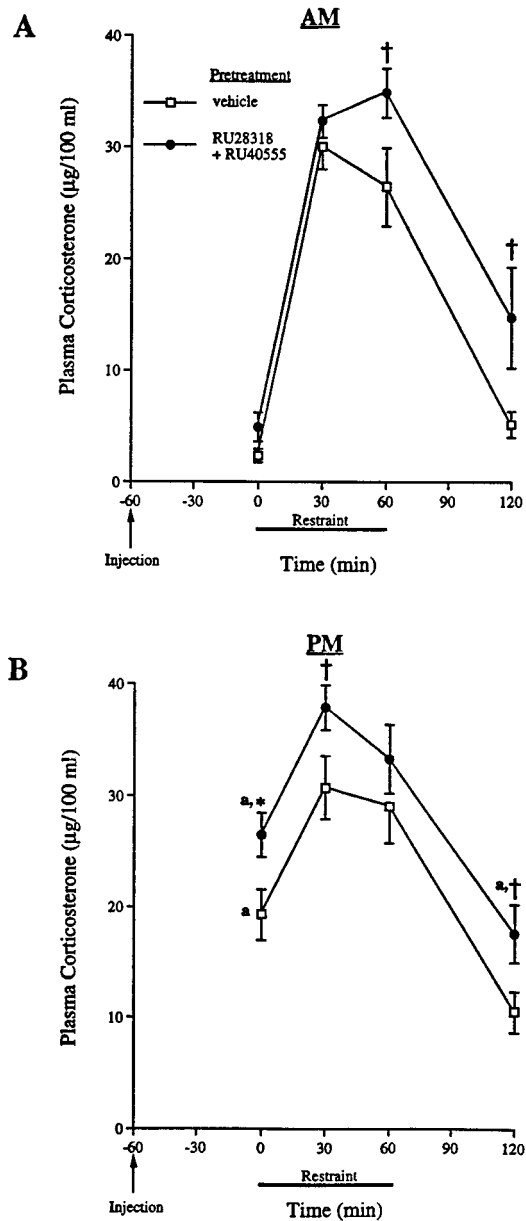 A
AM
Plasma Corticosterone (µg/100 ml)
40
30
20
10
0
Pretreatment
vehicle
RU28318
+ RU40555
†
†
-60
-30
0
30
60
90
120
Restraint
Injection
Time (min)
B
PM
Plasma Corticosterone (µg/100 ml)
40
30
20
10
0
†
a,*
a
a,†
-60
-30
0
30
60
90
120
Restraint
Injection
Time (min)